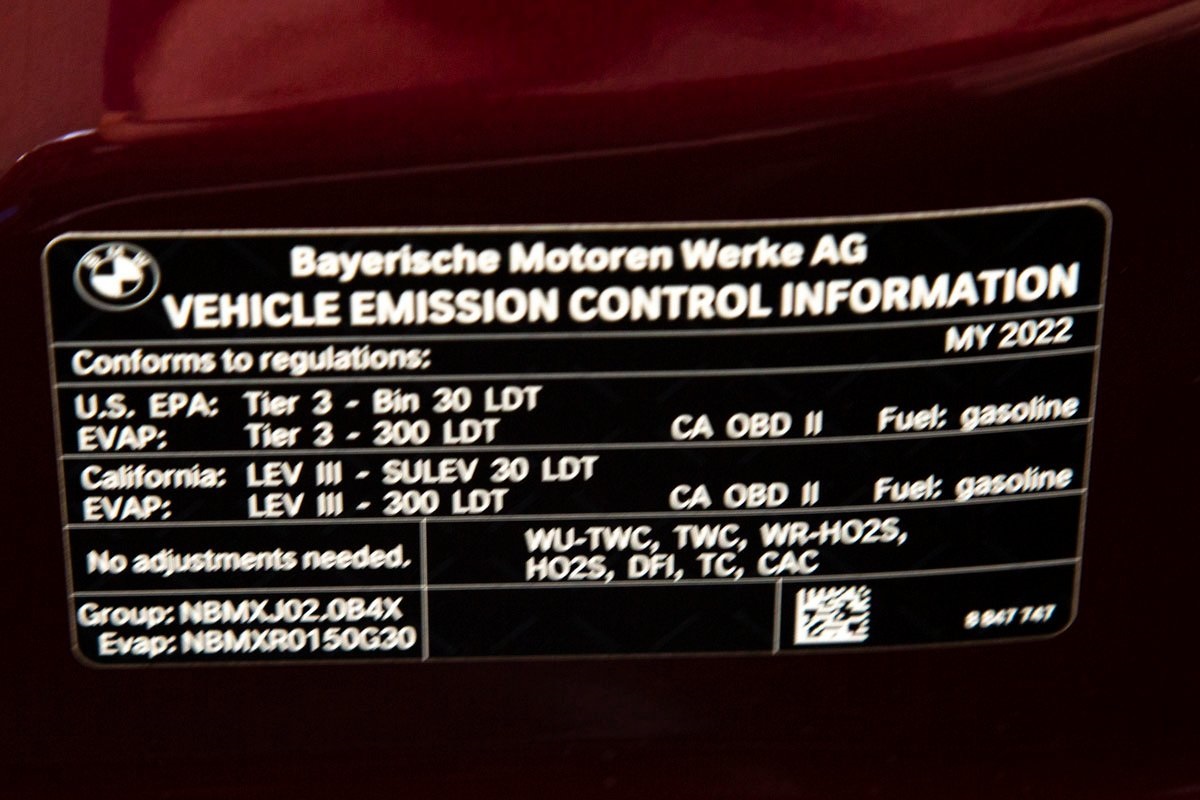 BMW
Bayerische Motoren Werke AG
VEHICLE EMISSION CONTROL INFORMATION
Conforms to regulations: MY 2022
U.S. EPA: Tier 3 - Bin 30 LDT
EVAP: Tier 3 - 300 LDT CA OBD II Fuel: gasoline
California: LEV III - SULEV 30 LDT
EVAP: LEV III - 300 LDT CA OBD II Fuel: gasoline
No adjustments needed.
WU-TWC, TWC, WR-HO2S,
HO2S, DFI, TC, CAC
Group: NBMXJ02.0B4X
Evap: NBMXR0150G30
8 847 747